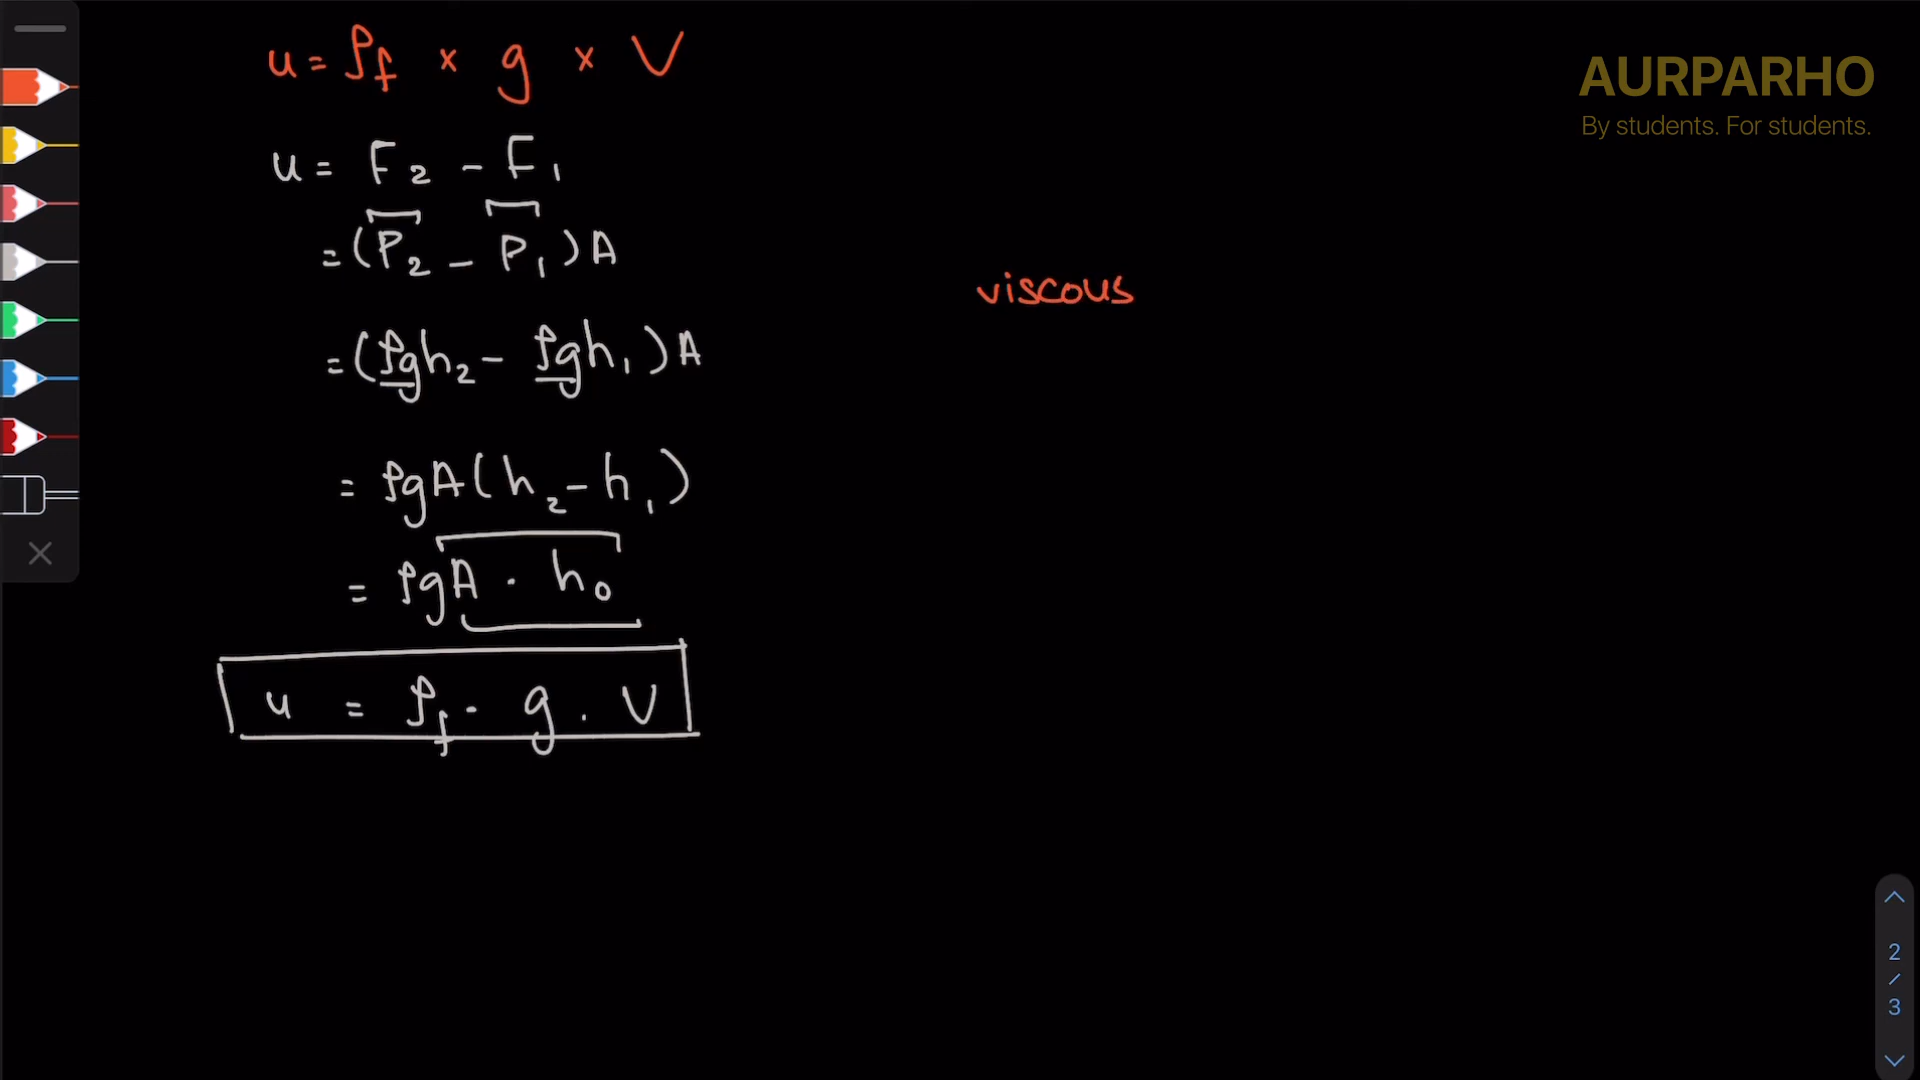 u = ρf × g × V
AURPARHO
By students. For students.
u = F₂ - F₁
= (P₂ - P₁)A
viscous
= (ρgh₂ - ρgh₁)A
= ρgA(h₂ - h₁)
= ρgA · h₀
u = ρf · g · V
2
/
3